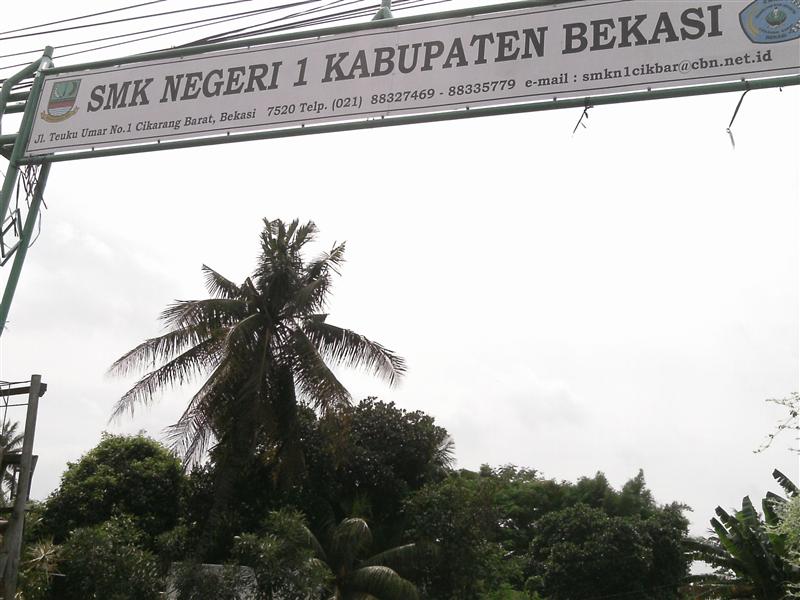 SMK NEGERI 1 KABUPATEN BEKASI
Jl. Teuku Umar No.1 Cikarang Barat, Bekasi 7520 Telp. (021) 88327469 - 88335779 e-mail : smkn1cikbar@cbn.net.id